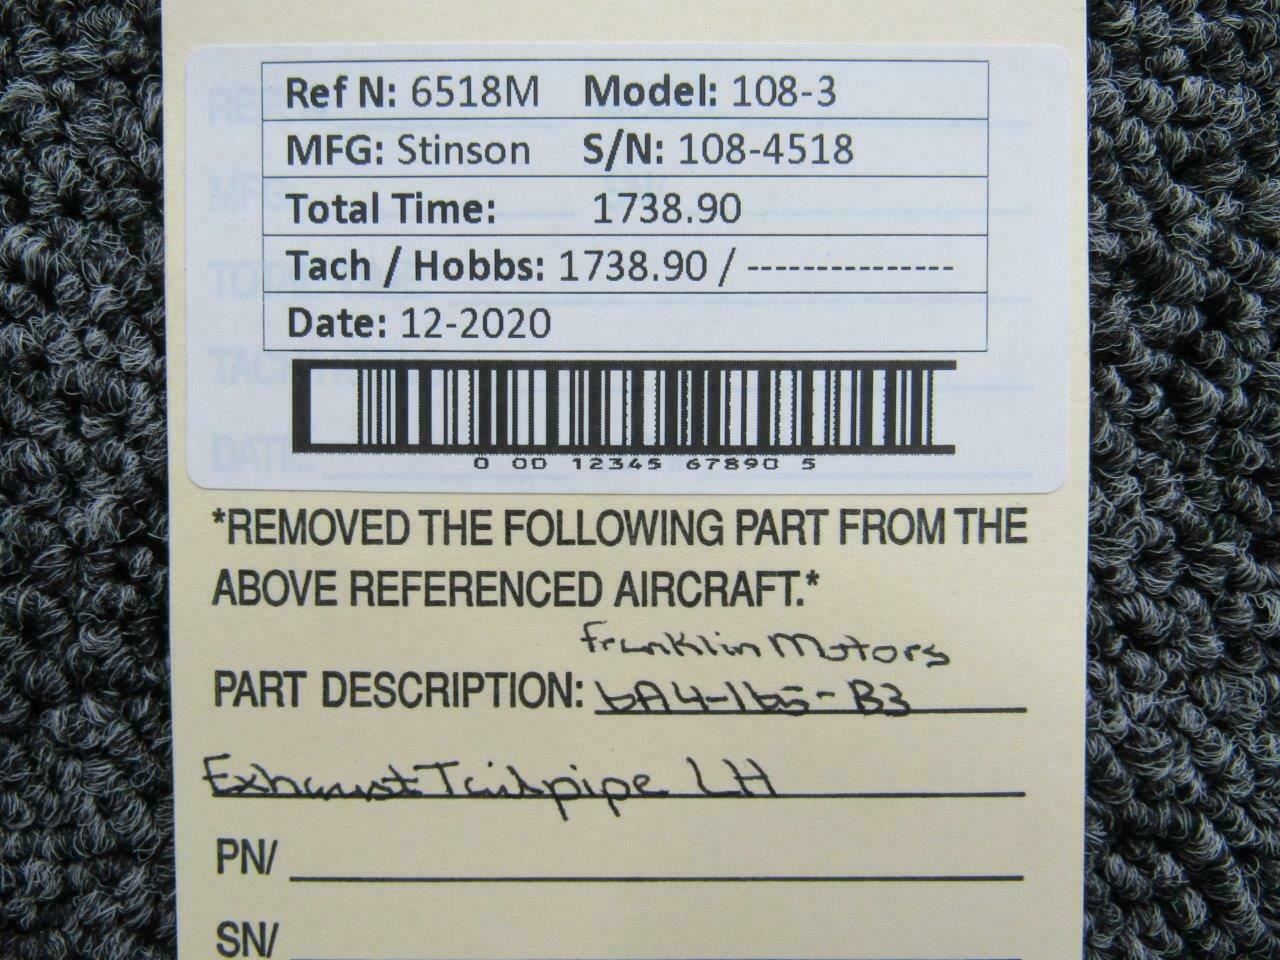 Ref N: 6518M Model: 108-3
MFG: Stinson S/N: 108-4518
Total Time: 1738.90
Tach / Hobbs: 1738.90 / ---------------
Date: 12-2020
0 00 12345 67890 5
*REMOVED THE FOLLOWING PART FROM THE
ABOVE REFERENCED AIRCRAFT.*
Franklin Motors
PART DESCRIPTION: 6A4-165-B3
Exhaust Tailpipe LH
PN/
SN/